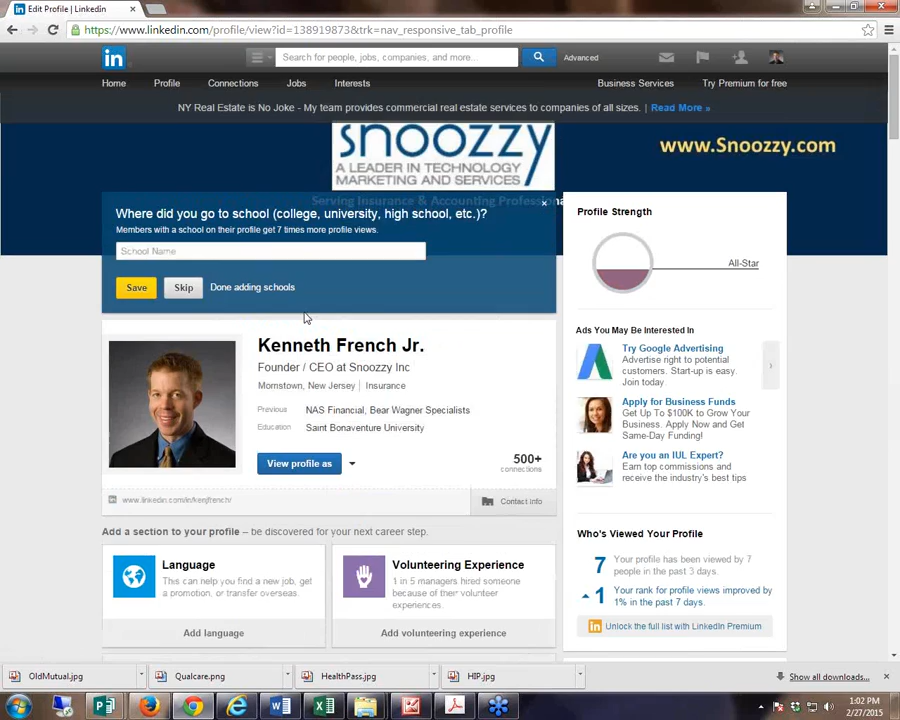 Edit Profile | LinkedIn
https://www.linkedin.com/profile/view?id=138919873&trk=nav_responsive_tab_profile
in
Search for people, jobs, companies, and more...
Advanced
Home
Profile
Connections
Jobs
Interests
Business Services
Try Premium for free
NY Real Estate is No Joke - My team provides commercial real estate services to companies of all sizes. | Read More »
snoozzy
A LEADER IN TECHNOLOGY
MARKETING AND SERVICES
www.Snoozzy.com
Serving Insurance & Accounting Professiona
Where did you go to school (college, university, high school, etc.)?
Members with a school on their profile get 7 times more profile views.
School Name
Save
Skip
Done adding schools
Kenneth French Jr.
Founder / CEO at Snoozzy Inc
Morristown, New Jersey | Insurance
Previous
NAS Financial, Bear Wagner Specialists
Education
Saint Bonaventure University
View profile as
500+
connections
www.linkedin.com/in/kenjfrench/
Contact Info
Add a section to your profile – be discovered for your next career step.
Language
This can help you find a new job, get
a promotion, or transfer overseas.
Add language
Volunteering Experience
1 in 5 managers hired someone
because of their volunteer
experiences.
Add volunteering experience
Profile Strength
All-Star
Ads You May Be Interested In
Try Google Advertising
Advertise right to potential
customers. Start-up is easy.
Join today.
Apply for Business Funds
Get Up To $100K to Grow Your
Business. Apply Now and Get
Same-Day Funding!
Are you an IUL Expert?
Earn top commissions and
receive the industry's best tips
Who's Viewed Your Profile
7
Your profile has been viewed by 7
people in the past 3 days.
1
Your rank for profile views improved by
1% in the past 7 days.
in
Unlock the full list with LinkedIn Premium
OldMutual.jpg
Qualcare.png
HealthPass.jpg
HIP.jpg
Show all downloads...
1:02 PM
2/27/2015